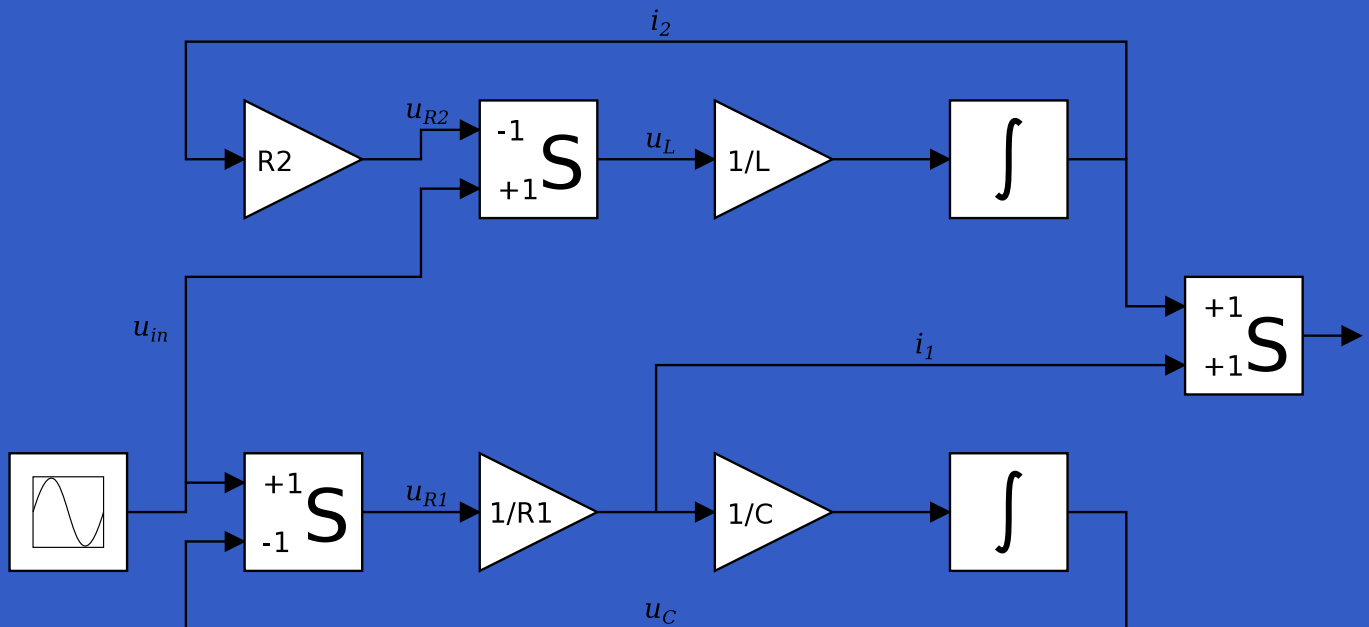 i2
uR2
-1
S
+1
R2
uL
1/L
∫
uin
+1
S
+1
i1
+1
S
-1
uR1
1/R1
1/C
∫
uC